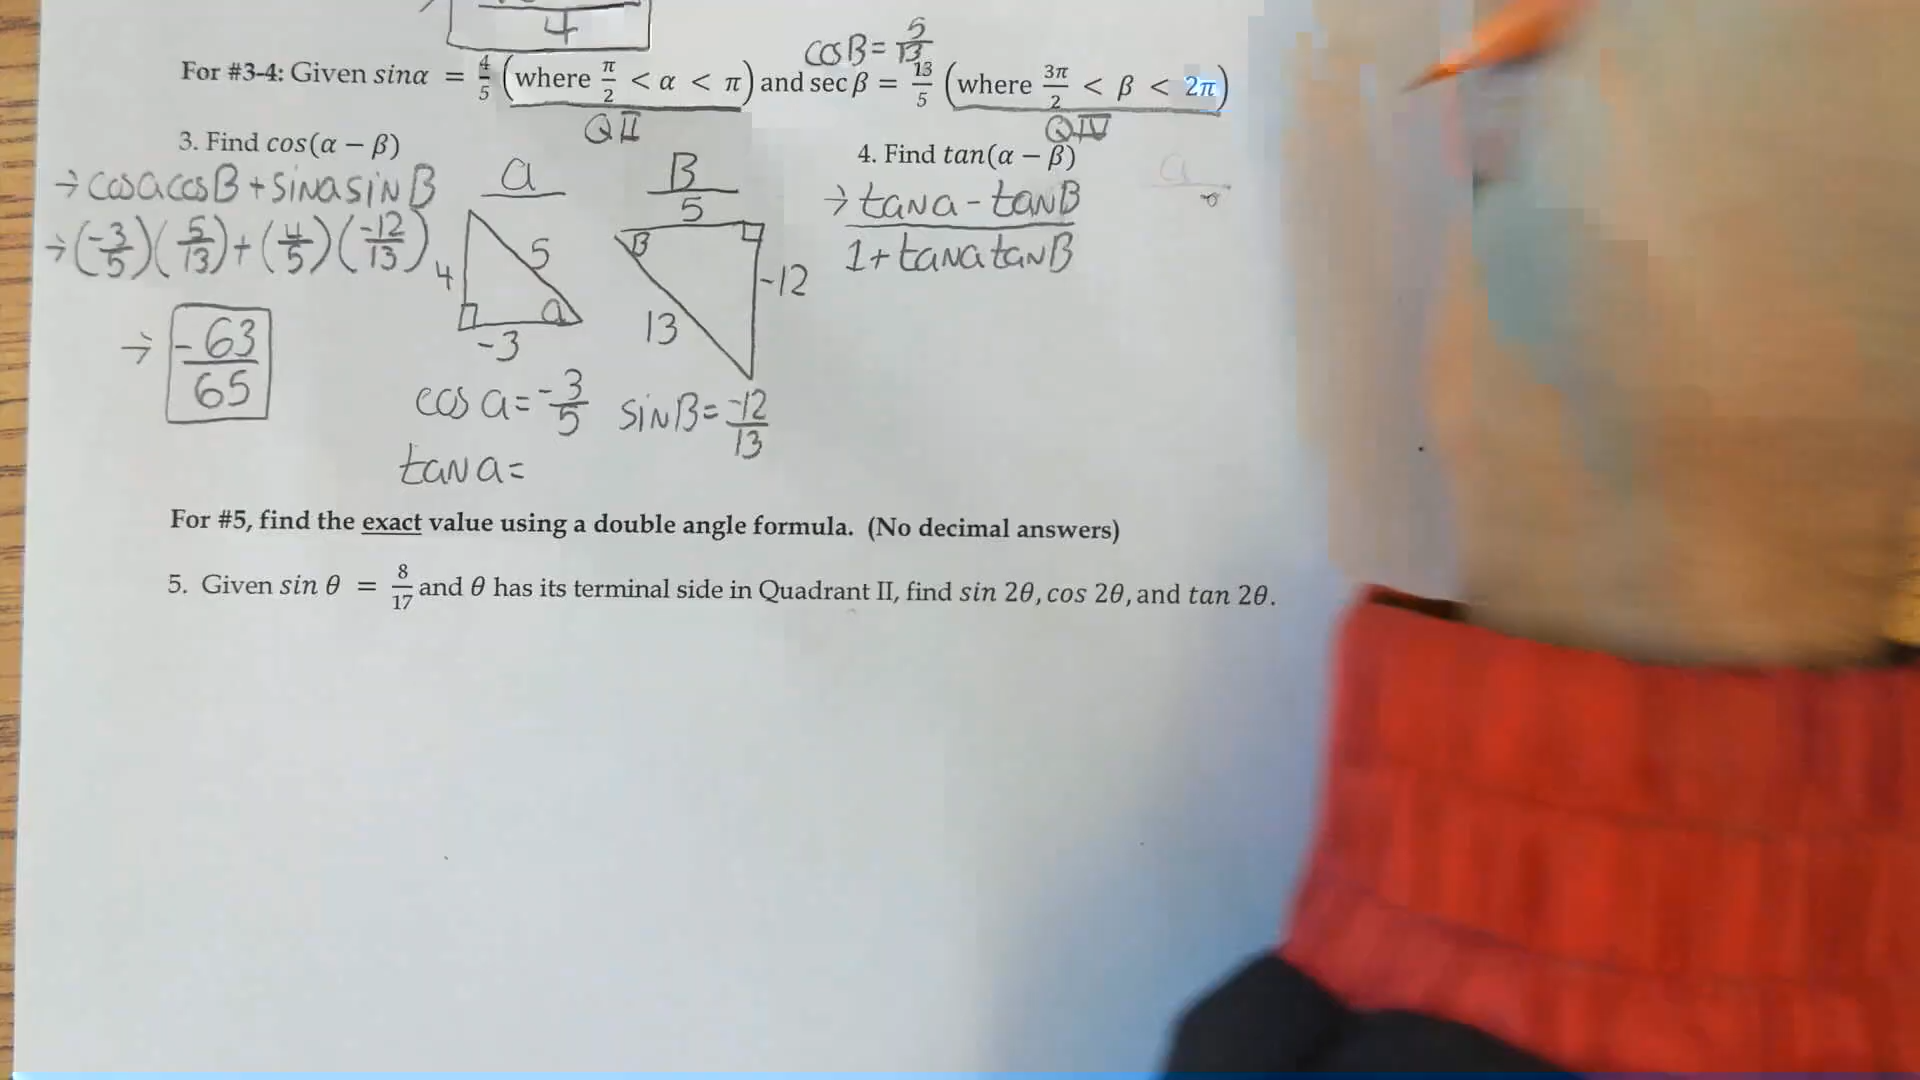 4
cosB = 5/13
For #3-4: Given sinα = 4/5 (where π/2 < α < π) and sec β = 13/5 (where 3π/2 < β < 2π)
QII
QIV
3. Find cos(α − β)
→ cosacosB + sinasinB
→ (-3/5)(5/13) + (4/5)(-12/13)
→ -63/65
a
4
5
a
-3
cos a = -3/5
tan a =
B
5
B
-12
13
sinB = -12/13
4. Find tan(α − β)
→ tana - tanB
1 + tanatanB
a
For #5, find the exact value using a double angle formula. (No decimal answers)
5. Given sin θ = 8/17 and θ has its terminal side in Quadrant II, find sin 2θ, cos 2θ, and tan 2θ.